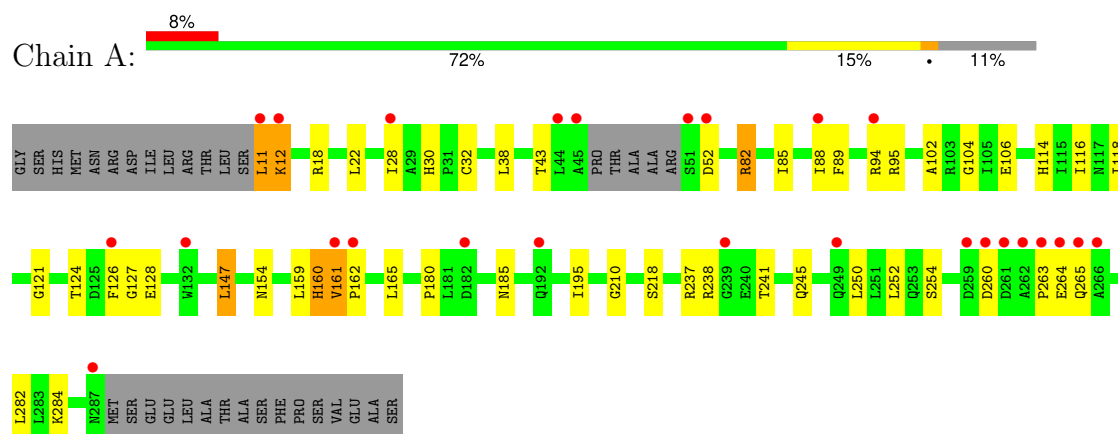 8%
Chain A:
72% 15% • 11%
GLY SER HIS MET ASN ARG ASP ILE LEU ARG THR LEU SER L11 K12 R18 L22 I28 A29 H30 P31 C32 L38 T43 L44 A45 PRO THR ALA ALA ARG S51 D52 R82 I85 I88 F89 R94 R95 A102 R103 G104 I105 E106 H114 I115 I116 N117
G121 T124 D125 F126 G127 E128 W132 L147 N154 L159 H160 V161 P162 L165 P180 L181 D182 N185 Q192 I195 G210 S218 R237 R238 G239 E240 T241 Q245 Q249 L250 L251 L252 Q253 S254 D259 D260 D261 A262 P263 E264 Q265 A266
L282 L283 K284 N287 MET SER GLU GLU LEU ALA THR ALA SER PHE PRO SER VAL GLU ALA SER